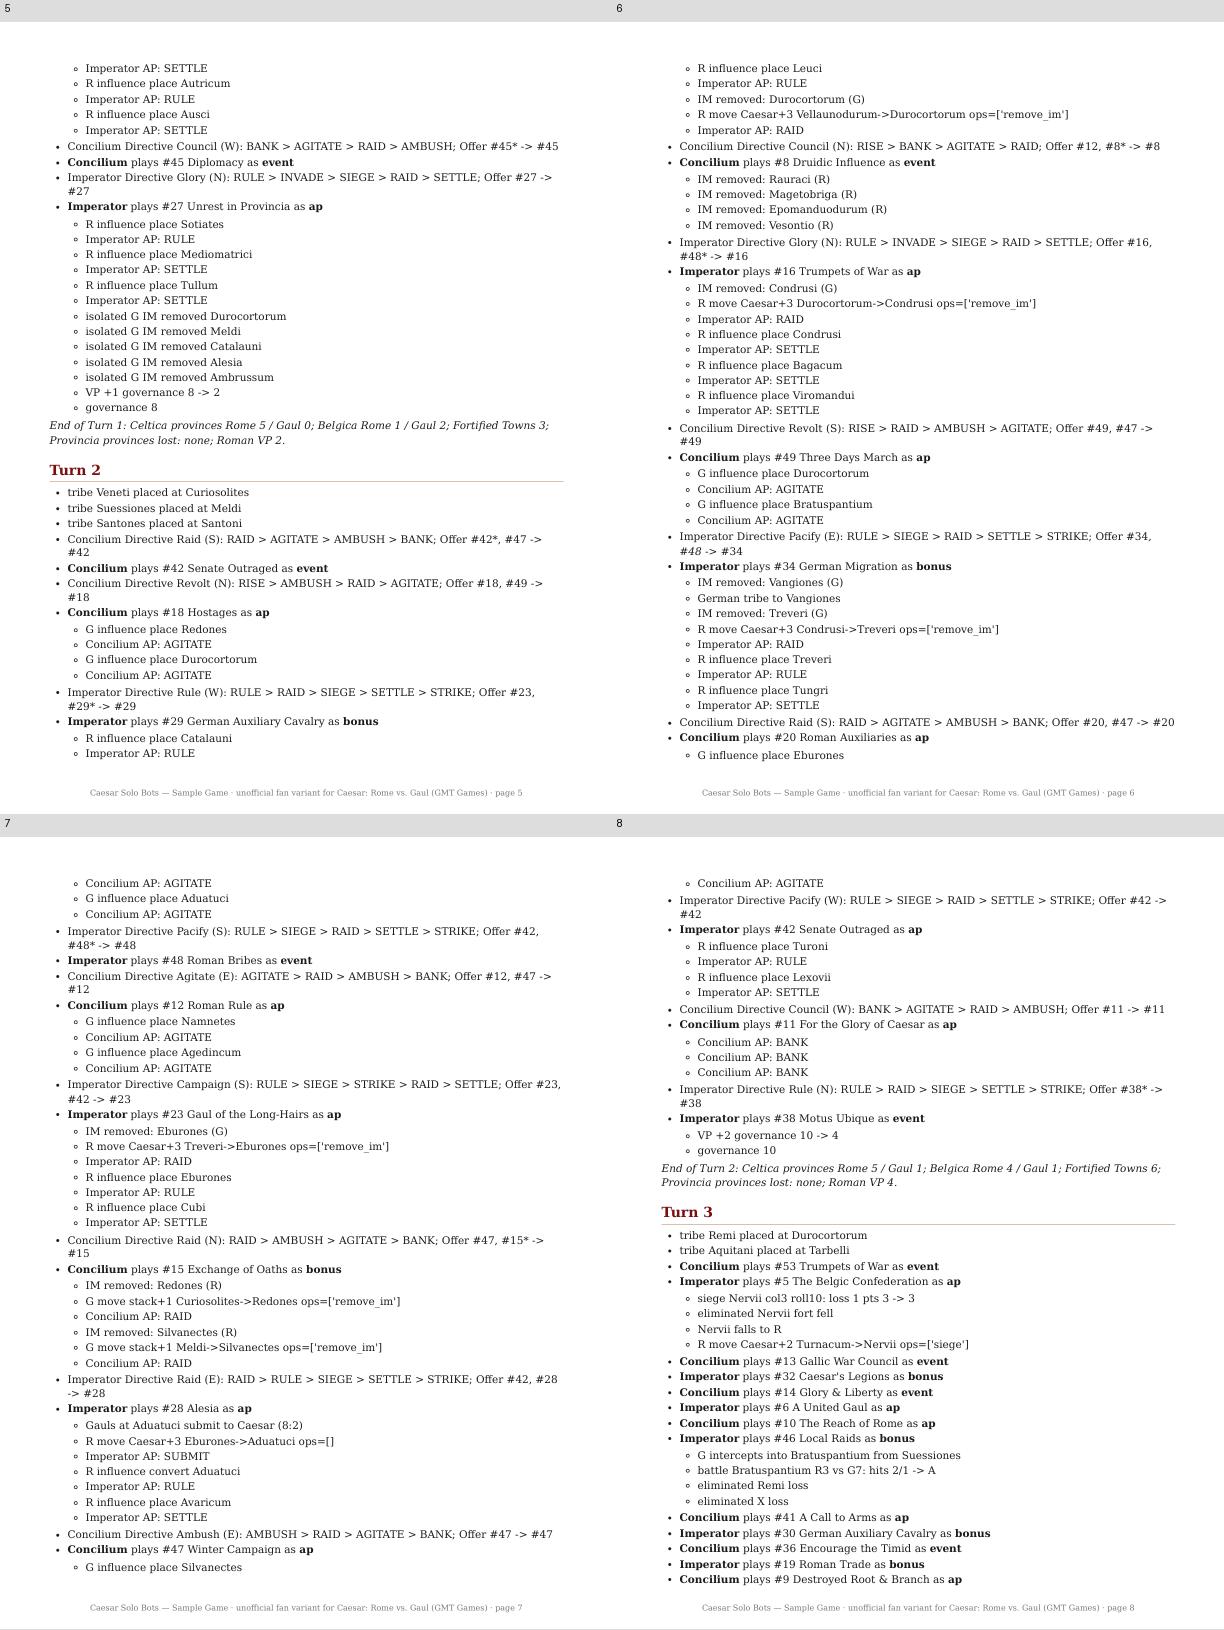 5
Imperator AP: SETTLE
R influence place Autricum
Imperator AP: RULE
R influence place Ausci
Imperator AP: SETTLE
Concilium Directive Council (W): BANK > AGITATE > RAID > AMBUSH; Offer #45* -> #45
Concilium plays #45 Diplomacy as event
Imperator Directive Glory (N): RULE > INVADE > SIEGE > RAID > SETTLE; Offer #27 ->
#27
Imperator plays #27 Unrest in Provincia as ap
R influence place Sotiates
Imperator AP: RULE
R influence place Mediomatrici
Imperator AP: SETTLE
R influence place Tullum
Imperator AP: SETTLE
isolated G IM removed Durocortorum
isolated G IM removed Meldi
isolated G IM removed Catalauni
isolated G IM removed Alesia
isolated G IM removed Ambrussum
VP +1 governance 8 -> 2
governance 8
End of Turn 1: Celtica provinces Rome 5 / Gaul 0; Belgica Rome 1 / Gaul 2; Fortified Towns 3;
Provincia provinces lost: none; Roman VP 2.
Turn 2
tribe Veneti placed at Curiosolites
tribe Suessiones placed at Meldi
tribe Santones placed at Santoni
Concilium Directive Raid (S): RAID > AGITATE > AMBUSH > BANK; Offer #42*, #47 ->
#42
Concilium plays #42 Senate Outraged as event
Concilium Directive Revolt (N): RISE > AMBUSH > RAID > AGITATE; Offer #18, #49 ->
#18
Concilium plays #18 Hostages as ap
G influence place Redones
Concilium AP: AGITATE
G influence place Durocortorum
Concilium AP: AGITATE
Imperator Directive Rule (W): RULE > RAID > SIEGE > SETTLE > STRIKE; Offer #23,
#29* -> #29
Imperator plays #29 German Auxiliary Cavalry as bonus
R influence place Catalauni
Imperator AP: RULE
Caesar Solo Bots — Sample Game · unofficial fan variant for Caesar: Rome vs. Gaul (GMT Games) · page 5
6
R influence place Leuci
Imperator AP: RULE
IM removed: Durocortorum (G)
R move Caesar+3 Vellaunodurum->Durocortorum ops=['remove_im']
Imperator AP: RAID
Concilium Directive Council (N): RISE > BANK > AGITATE > RAID; Offer #12, #8* -> #8
Concilium plays #8 Druidic Influence as event
IM removed: Rauraci (R)
IM removed: Magetobriga (R)
IM removed: Epomanduodurum (R)
IM removed: Vesontio (R)
Imperator Directive Glory (N): RULE > INVADE > SIEGE > RAID > SETTLE; Offer #16,
#48* -> #16
Imperator plays #16 Trumpets of War as ap
IM removed: Condrusi (G)
R move Caesar+3 Durocortorum->Condrusi ops=['remove_im']
Imperator AP: RAID
R influence place Condrusi
Imperator AP: SETTLE
R influence place Bagacum
Imperator AP: SETTLE
R influence place Viromandui
Imperator AP: SETTLE
Concilium Directive Revolt (S): RISE > RAID > AMBUSH > AGITATE; Offer #49, #47 ->
#49
Concilium plays #49 Three Days March as ap
G influence place Durocortorum
Concilium AP: AGITATE
G influence place Bratuspantium
Concilium AP: AGITATE
Imperator Directive Pacify (E): RULE > SIEGE > RAID > SETTLE > STRIKE; Offer #34,
#48 -> #34
Imperator plays #34 German Migration as bonus
IM removed: Vangiones (G)
German tribe to Vangiones
IM removed: Treveri (G)
R move Caesar+3 Condrusi->Treveri ops=['remove_im']
Imperator AP: RAID
R influence place Treveri
Imperator AP: RULE
R influence place Tungri
Imperator AP: SETTLE
Concilium Directive Raid (S): RAID > AGITATE > AMBUSH > BANK; Offer #20, #47 -> #20
Concilium plays #20 Roman Auxiliaries as ap
G influence place Eburones
Caesar Solo Bots — Sample Game · unofficial fan variant for Caesar: Rome vs. Gaul (GMT Games) · page 6
7
Concilium AP: AGITATE
G influence place Aduatuci
Concilium AP: AGITATE
Imperator Directive Pacify (S): RULE > SIEGE > RAID > SETTLE > STRIKE; Offer #42,
#48* -> #48
Imperator plays #48 Roman Bribes as event
Concilium Directive Agitate (E): AGITATE > RAID > AMBUSH > BANK; Offer #12, #47 ->
#12
Concilium plays #12 Roman Rule as ap
G influence place Namnetes
Concilium AP: AGITATE
G influence place Agedincum
Concilium AP: AGITATE
Imperator Directive Campaign (S): RULE > SIEGE > STRIKE > RAID > SETTLE; Offer #23,
#42 -> #23
Imperator plays #23 Gaul of the Long-Hairs as ap
IM removed: Eburones (G)
R move Caesar+3 Treveri->Eburones ops=['remove_im']
Imperator AP: RAID
R influence place Eburones
Imperator AP: RULE
R influence place Cubi
Imperator AP: SETTLE
Concilium Directive Raid (N): RAID > AMBUSH > AGITATE > BANK; Offer #47, #15* ->
#15
Concilium plays #15 Exchange of Oaths as bonus
IM removed: Redones (R)
G move stack+1 Curiosolites->Redones ops=['remove_im']
Concilium AP: RAID
IM removed: Silvanectes (R)
G move stack+1 Meldi->Silvanectes ops=['remove_im']
Concilium AP: RAID
Imperator Directive Raid (E): RAID > RULE > SIEGE > SETTLE > STRIKE; Offer #42, #28
-> #28
Imperator plays #28 Alesia as ap
Gauls at Aduatuci submit to Caesar (8:2)
R move Caesar+3 Eburones->Aduatuci ops=[]
Imperator AP: SUBMIT
R influence convert Aduatuci
Imperator AP: RULE
R influence place Avaricum
Imperator AP: SETTLE
Concilium Directive Ambush (E): AMBUSH > RAID > AGITATE > BANK; Offer #47 -> #47
Concilium plays #47 Winter Campaign as ap
G influence place Silvanectes
Caesar Solo Bots — Sample Game · unofficial fan variant for Caesar: Rome vs. Gaul (GMT Games) · page 7
8
Concilium AP: AGITATE
Imperator Directive Pacify (W): RULE > SIEGE > RAID > SETTLE > STRIKE; Offer #42 ->
#42
Imperator plays #42 Senate Outraged as ap
R influence place Turoni
Imperator AP: RULE
R influence place Lexovii
Imperator AP: SETTLE
Concilium Directive Council (W): BANK > AGITATE > RAID > AMBUSH; Offer #11 -> #11
Concilium plays #11 For the Glory of Caesar as ap
Concilium AP: BANK
Concilium AP: BANK
Concilium AP: BANK
Imperator Directive Rule (N): RULE > RAID > SIEGE > SETTLE > STRIKE; Offer #38* ->
#38
Imperator plays #38 Motus Ubique as event
VP +2 governance 10 -> 4
governance 10
End of Turn 2: Celtica provinces Rome 5 / Gaul 1; Belgica Rome 4 / Gaul 1; Fortified Towns 6;
Provincia provinces lost: none; Roman VP 4.
Turn 3
tribe Remi placed at Durocortorum
tribe Aquitani placed at Tarbelli
Concilium plays #53 Trumpets of War as event
Imperator plays #5 The Belgic Confederation as ap
siege Nervii col3 roll10: loss 1 pts 3 -> 3
eliminated Nervii fort fell
Nervii falls to R
R move Caesar+2 Turnacum->Nervii ops=['siege']
Concilium plays #13 Gallic War Council as event
Imperator plays #32 Caesar's Legions as bonus
Concilium plays #14 Glory & Liberty as event
Imperator plays #6 A United Gaul as ap
Concilium plays #10 The Reach of Rome as ap
Imperator plays #46 Local Raids as bonus
G intercepts into Bratuspantium from Suessiones
battle Bratuspantium R3 vs G7: hits 2/1 -> A
eliminated Remi loss
eliminated X loss
Concilium plays #41 A Call to Arms as ap
Imperator plays #30 German Auxiliary Cavalry as bonus
Concilium plays #36 Encourage the Timid as event
Imperator plays #19 Roman Trade as bonus
Concilium plays #9 Destroyed Root & Branch as ap
Caesar Solo Bots — Sample Game · unofficial fan variant for Caesar: Rome vs. Gaul (GMT Games) · page 8